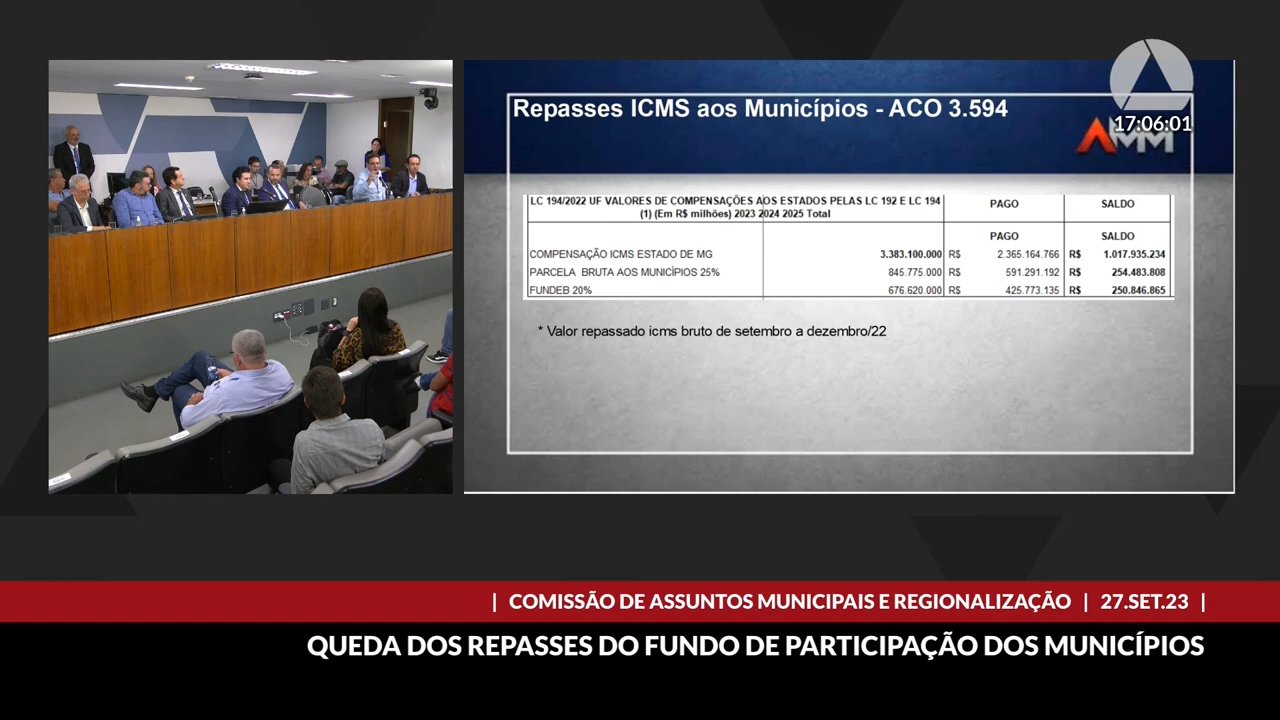 17:06:01
Repasses ICMS aos Municípios - ACO 3.594
AMM
LC 194/2022 UF VALORES DE COMPENSAÇÕES AOS ESTADOS PELAS LC 192 E LC 194
(1) (Em R$ milhões) 2023 2024 2025 Total
PAGO SALDO
PAGO SALDO
COMPENSAÇÃO ICMS ESTADO DE MG 3.383.100.000 R$ 2.365.164.766 R$ 1.017.935.234
PARCELA BRUTA AOS MUNICÍPIOS 25% 845.775.000 R$ 591.291.192 R$ 254.483.808
FUNDEB 20% 676.620.000 R$ 425.773.135 R$ 250.846.865
* Valor repassado icms bruto de setembro a dezembro/22
| COMISSÃO DE ASSUNTOS MUNICIPAIS E REGIONALIZAÇÃO | 27.SET.23 |
QUEDA DOS REPASSES DO FUNDO DE PARTICIPAÇÃO DOS MUNICÍPIOS